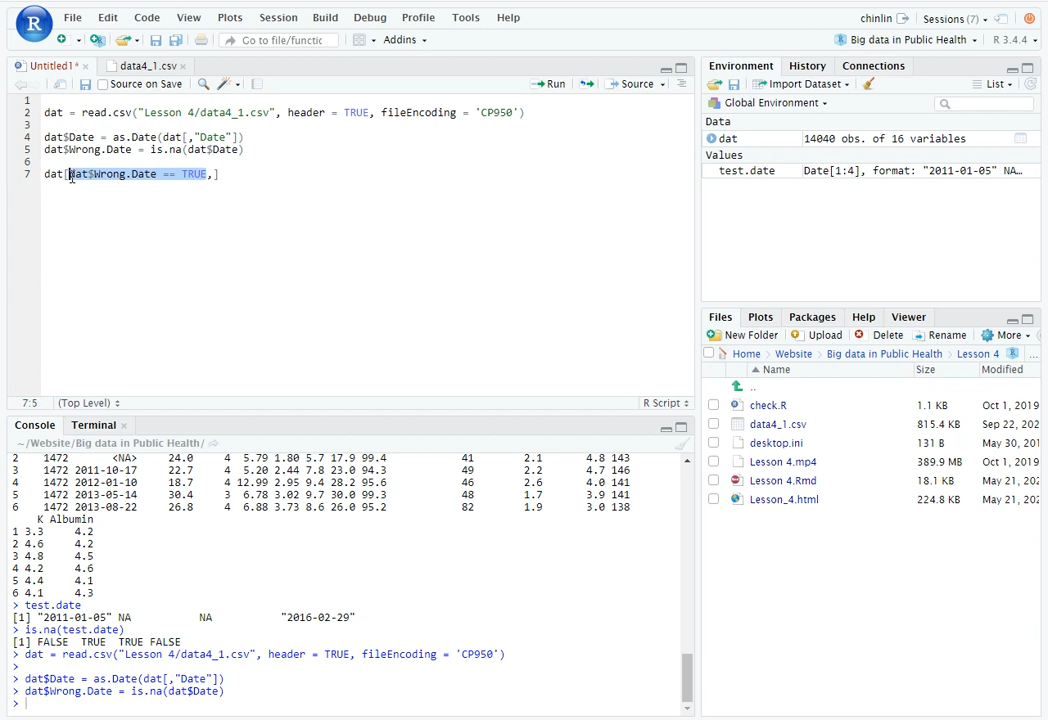 R File Edit Code View Plots Session Build Debug Profile Tools Help chinlin Sessions (7)
Go to file/functic Addins Big data in Public Health R 3.4.4
Untitled1* data4_1.csv
Source on Save Run Source
1
2 dat = read.csv("Lesson 4/data4_1.csv", header = TRUE, fileEncoding = 'CP950')
3
4 dat$Date = as.Date(dat[,"Date"])
5 dat$Wrong.Date = is.na(dat$Date)
6
7 dat[dat$Wrong.Date == TRUE,]
7:5 (Top Level) R Script
Console Terminal
~/Website/Big data in Public Health/
2 1472 <NA> 24.0 4 5.79 1.80 5.7 17.9 99.4 41 2.1 4.8 143
3 1472 2011-10-17 22.7 4 5.20 2.44 7.8 23.0 94.3 49 2.2 4.7 146
4 1472 2012-01-10 18.7 4 12.99 2.95 9.4 28.2 95.6 46 2.6 4.0 141
5 1472 2013-05-14 30.4 3 6.78 3.02 9.7 30.0 99.3 48 1.7 3.9 141
6 1472 2013-08-22 26.8 4 6.88 3.73 8.6 26.0 95.2 82 1.9 3.0 138
K Albumin
1 3.3 4.2
2 4.6 4.2
3 4.8 4.5
4 4.2 4.6
5 4.4 4.1
6 4.1 4.3
> test.date
[1] "2011-01-05" NA NA "2016-02-29"
> is.na(test.date)
[1] FALSE TRUE TRUE FALSE
> dat = read.csv("Lesson 4/data4_1.csv", header = TRUE, fileEncoding = 'CP950')
>
> dat$Date = as.Date(dat[,"Date"])
> dat$Wrong.Date = is.na(dat$Date)
>
Environment History Connections
Import Dataset List
Global Environment
Data
dat 14040 obs. of 16 variables
Values
test.date Date[1:4], format: "2011-01-05" NA…
Files Plots Packages Help Viewer
New Folder Upload Delete Rename More
Home Website Big data in Public Health Lesson 4 ...
Name Size Modified
..
check.R 1.1 KB Oct 1, 2019
data4_1.csv 815.4 KB Sep 22, 202
desktop.ini 131 B May 30, 201
Lesson 4.mp4 389.9 MB Oct 1, 2019
Lesson 4.Rmd 18.1 KB May 21, 202
Lesson_4.html 224.8 KB May 21, 202